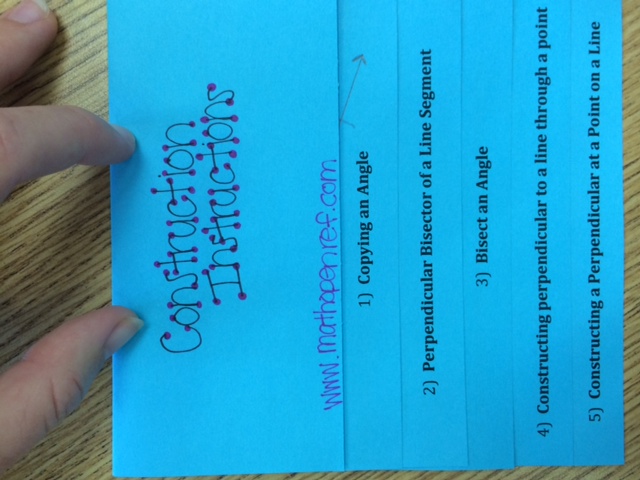 Construction
Instructions
www.mathopenref.com
1) Copying an Angle
2) Perpendicular Bisector of a Line Segment
3) Bisect an Angle
4) Constructing perpendicular to a line through a point
5) Constructing a Perpendicular at a Point on a Line